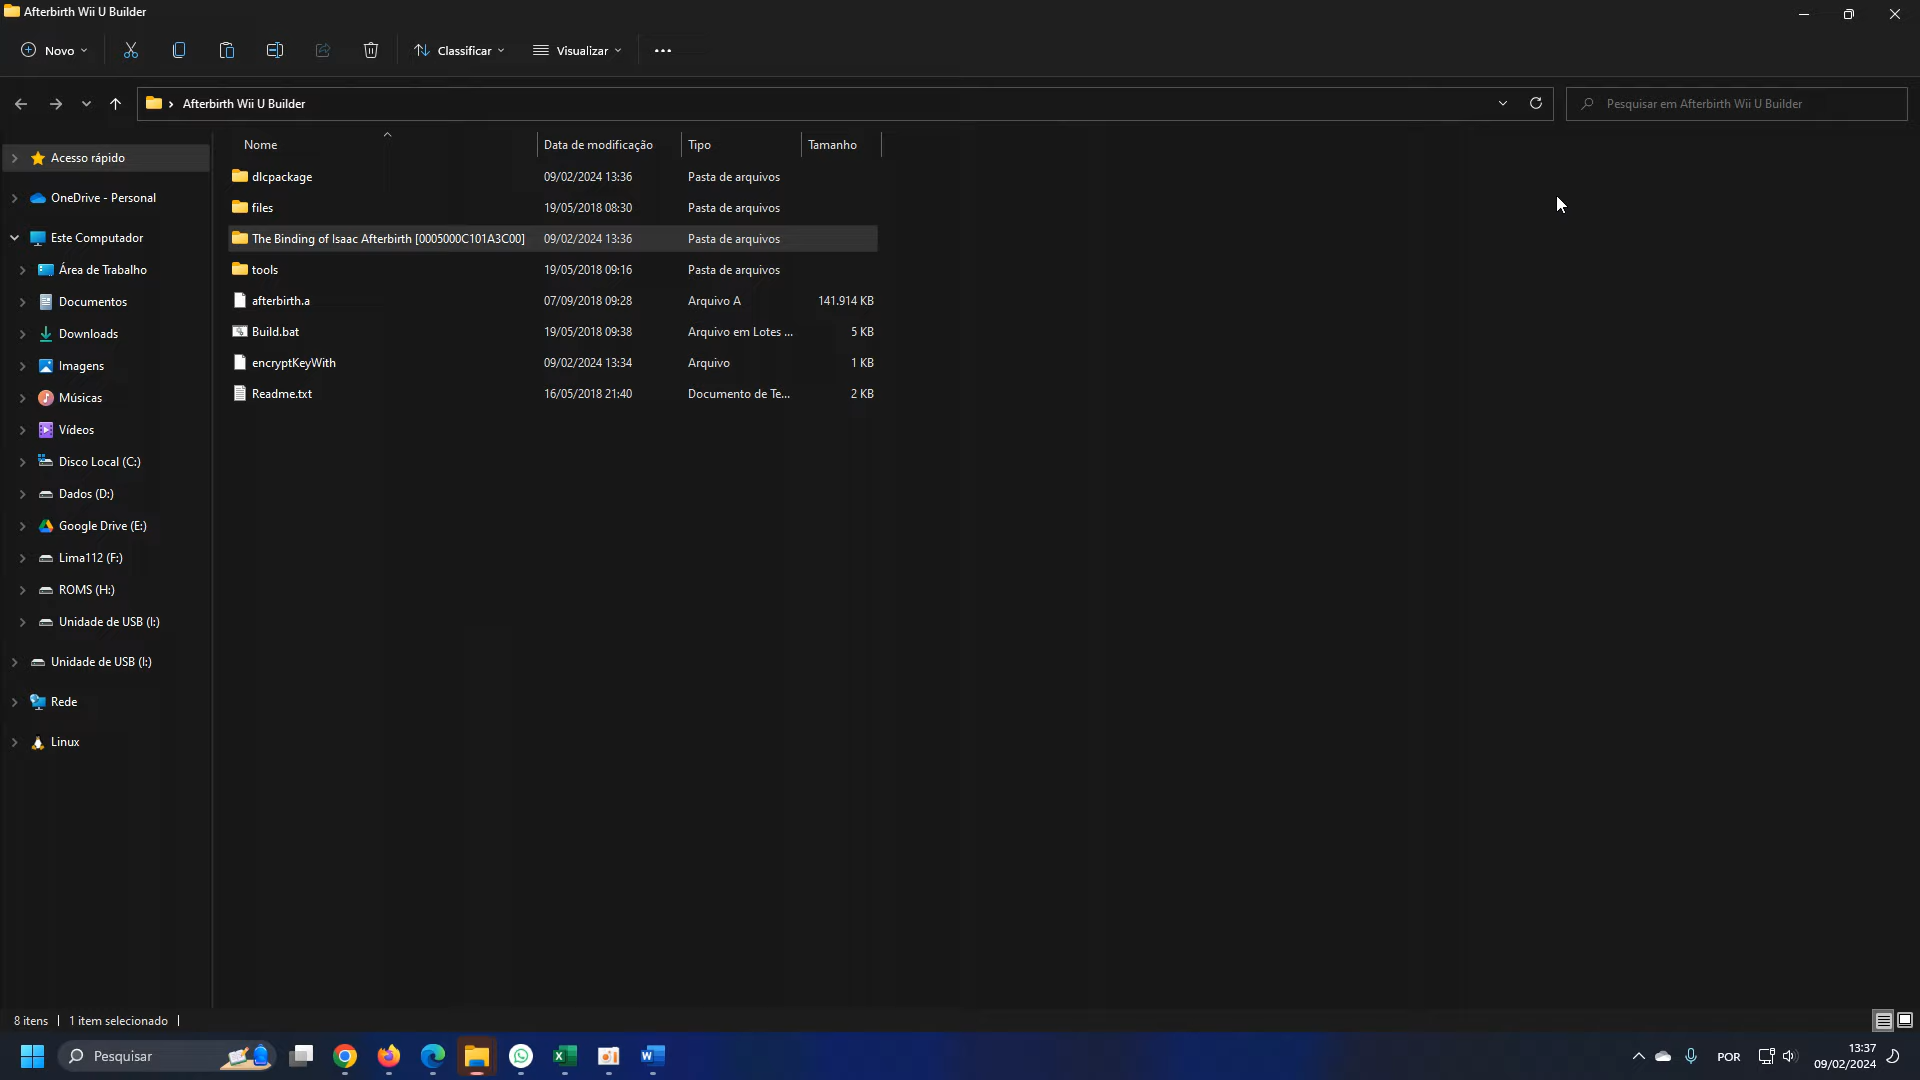 Afterbirth Wii U Builder
Novo
Classificar
Visualizar
Afterbirth Wii U Builder
Pesquisar em Afterbirth Wii U Builder
Nome Data de modificação Tipo Tamanho
dlcpackage 09/02/2024 13:36 Pasta de arquivos
files 19/05/2018 08:30 Pasta de arquivos
The Binding of Isaac Afterbirth [0005000C101A3C00] 09/02/2024 13:36 Pasta de arquivos
tools 19/05/2018 09:16 Pasta de arquivos
afterbirth.a 07/09/2018 09:28 Arquivo A 141.914 KB
Build.bat 19/05/2018 09:38 Arquivo em Lotes ... 5 KB
encryptKeyWith 09/02/2024 13:34 Arquivo 1 KB
Readme.txt 16/05/2018 21:40 Documento de Te... 2 KB
Acesso rápido
OneDrive - Personal
Este Computador
Área de Trabalho
Documentos
Downloads
Imagens
Músicas
Vídeos
Disco Local (C:)
Dados (D:)
Google Drive (E:)
Lima112 (F:)
ROMS (H:)
Unidade de USB (I:)
Unidade de USB (I:)
Rede
Linux
8 itens 1 item selecionado
Pesquisar
POR
13:37
09/02/2024